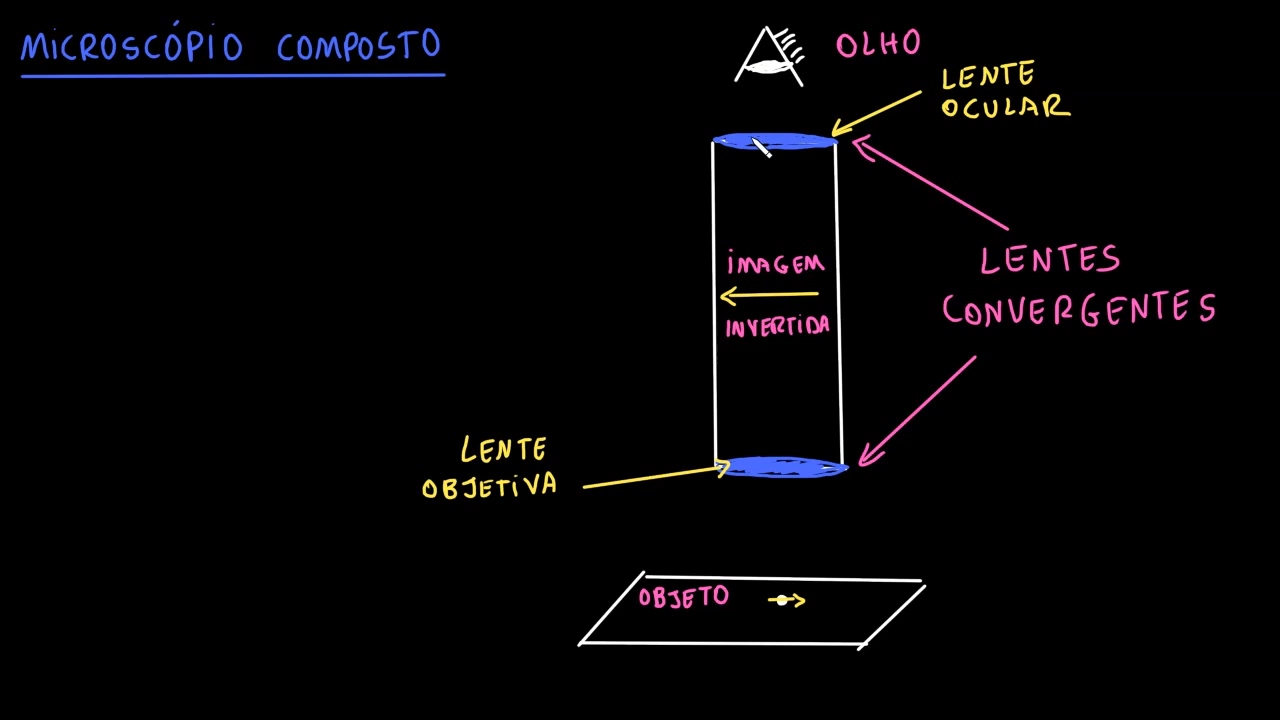 MICROSCÓPIO COMPOSTO
OLHO
LENTE
OCULAR
IMAGEM
INVERTIDA
LENTES
CONVERGENTES
LENTE
OBJETIVA
OBJETO